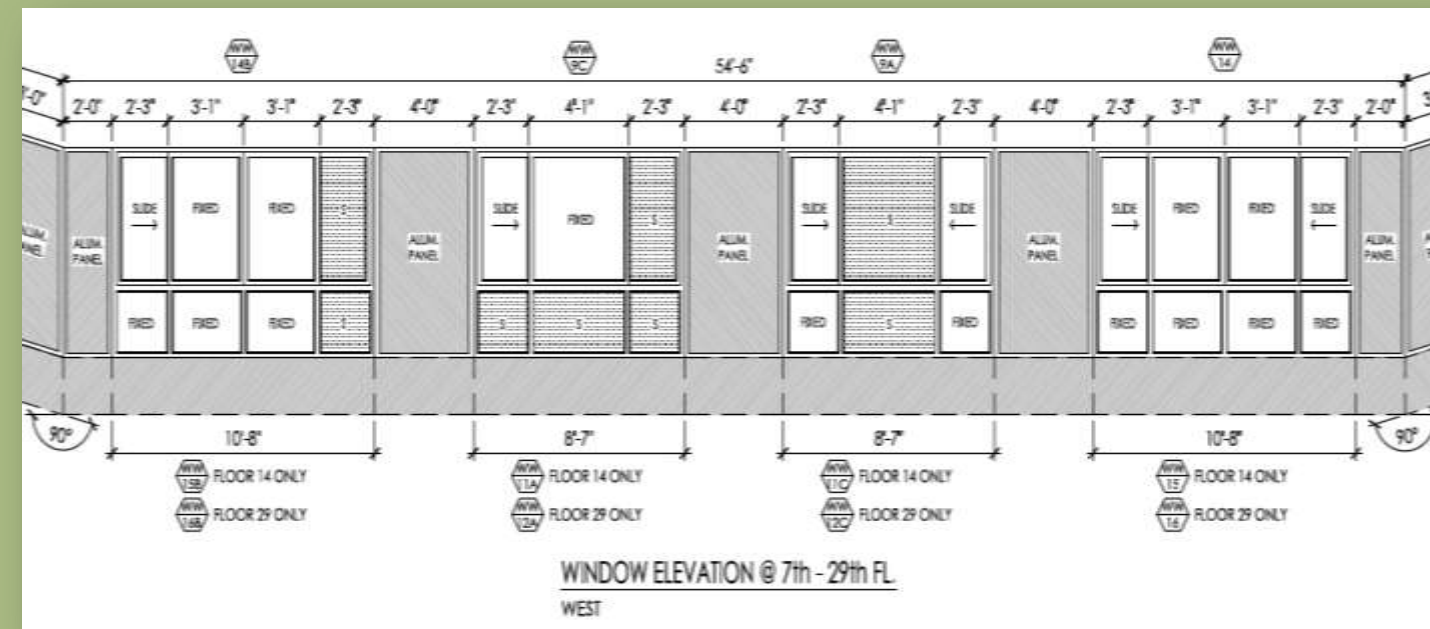 WW 14B
WW 9C
WW 9A
WW 14
54'-6"
2'-0" 2'-3" 3'-1" 3'-1" 2'-3" 4'-0" 2'-3" 4'-1" 2'-3" 4'-0" 2'-3" 4'-1" 2'-3" 4'-0" 2'-3" 3'-1" 3'-1" 2'-3" 2'-0"
SLIDE FIXED FIXED S SLIDE FIXED S SLIDE S SLIDE SLIDE FIXED FIXED SLIDE
ALUM. PANEL
ALUM. PANEL
ALUM. PANEL
ALUM. PANEL
ALUM. PANEL
ALUM. PANEL
FIXED FIXED FIXED S S S S FIXED S FIXED FIXED FIXED FIXED FIXED
90° 10'-8" 8'-7" 8'-7" 10'-8" 90°
WW 15B FLOOR 14 ONLY
WW 16B FLOOR 29 ONLY
WW 11A FLOOR 14 ONLY
WW 12A FLOOR 29 ONLY
WW 11C FLOOR 14 ONLY
WW 12C FLOOR 29 ONLY
WW 15 FLOOR 14 ONLY
WW 16 FLOOR 29 ONLY
WINDOW ELEVATION @ 7th - 29th FL.
WEST